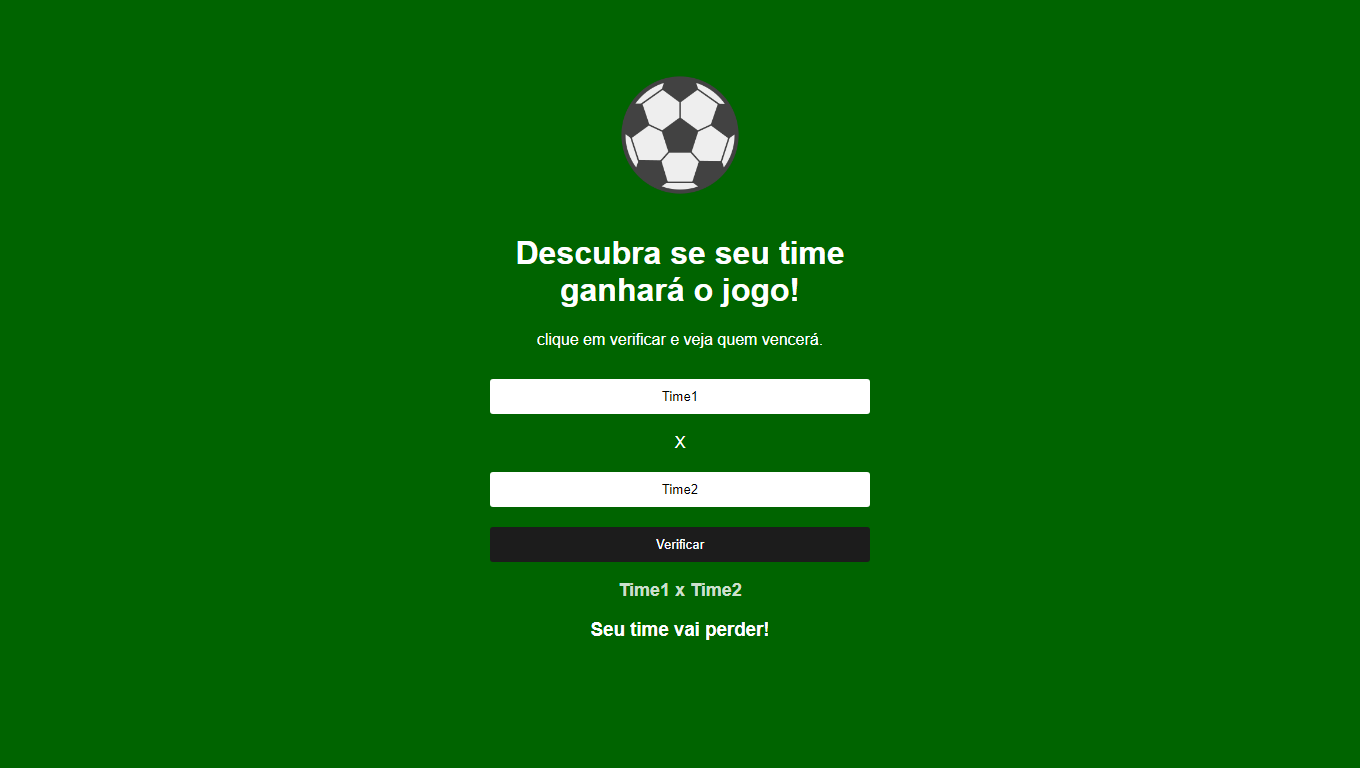 Descubra se seu time
ganhará o jogo!
clique em verificar e veja quem vencerá.
Time1
X
Time2
Verificar
Time1 x Time2
Seu time vai perder!